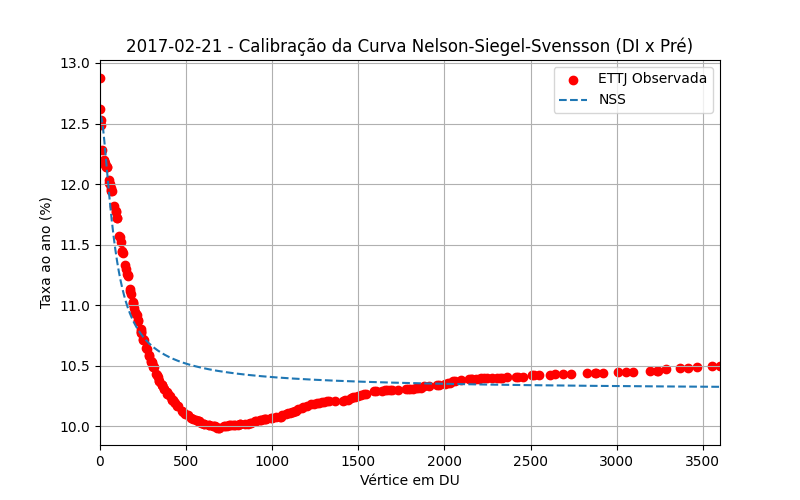 2017-02-21 - Calibração da Curva Nelson-Siegel-Svensson (DI x Pré)
13.0
12.5
12.0
11.5
11.0
10.5
10.0
Taxa ao ano (%)
ETTJ Observada
NSS
0 500 1000 1500 2000 2500 3000 3500
Vértice em DU